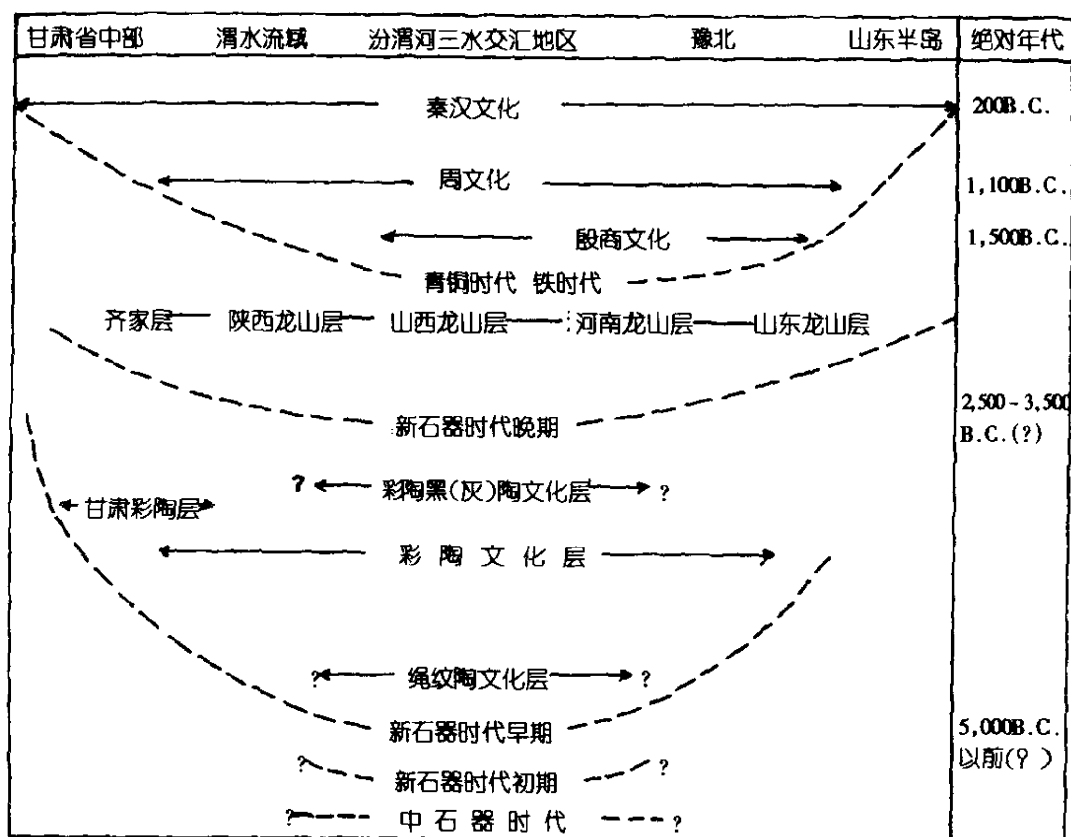 甘肃省中部 渭水流域 汾渭河三水交汇地区 豫北 山东半岛 绝对年代
秦汉文化 200B.C.
周文化 1,100B.C.
殷商文化 1,500B.C.
青铜时代 铁时代
齐家层 陕西龙山层 山西龙山层 河南龙山层 山东龙山层
新石器时代晚期 2,500-3,500
B.C.(?)
? 彩陶黑(灰)陶文化层 ?
甘肃彩陶层
彩陶文化层
? 绳纹陶文化层 ?
新石器时代早期 5,000B.C.
以前(?)
? 新石器时代初期 ?
? 中石器时代 ?